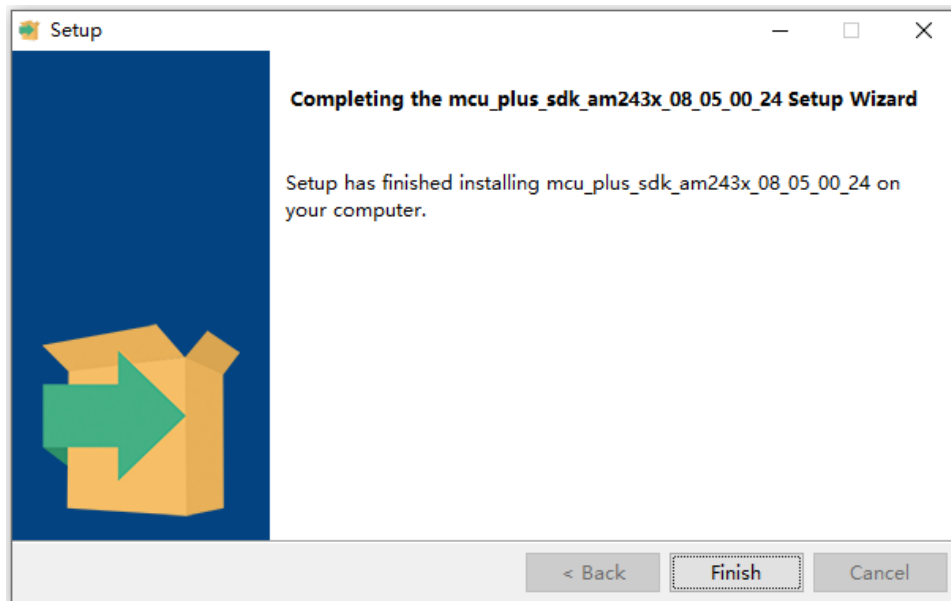 Setup
Completing the mcu_plus_sdk_am243x_08_05_00_24 Setup Wizard
Setup has finished installing mcu_plus_sdk_am243x_08_05_00_24 on
your computer.
< Back
Finish
Cancel